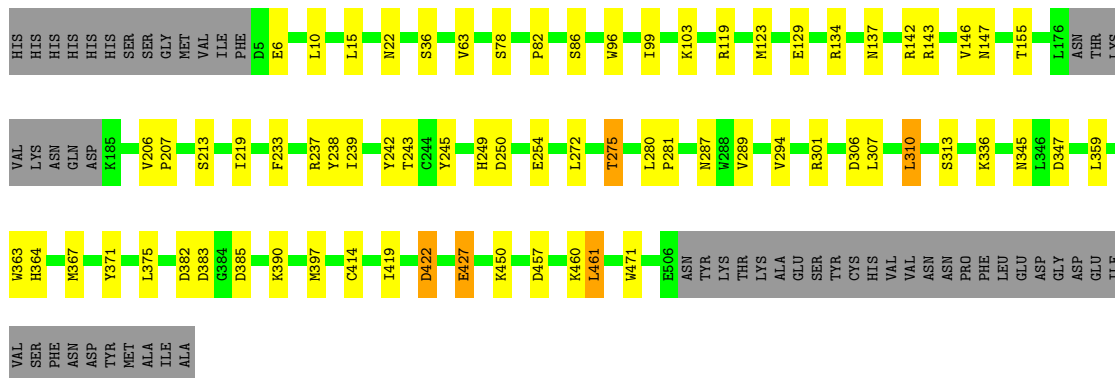 HIS HIS HIS HIS HIS HIS SER SER GLY MET VAL ILE PHE D5 E6 L10 L15 N22 S36 V63 S78 P82 S86 W96 I99 K103 R119 M123 E129 R134 N137 R142 R143 V146 N147 T155 L176 ASN THR LYS
VAL LYS ASN GLN ASP K185 V206 P207 S213 I219 F233 R237 Y238 I239 Y242 T243 C244 Y245 H249 D250 E254 L272 T275 L280 P281 N287 W288 V289 V294 R301 D306 L307 L310 S313 K336 N345 L346 D347 L359
W363 H364 M367 Y371 L375 D382 D383 G384 D385 K390 M397 C414 I419 D422 E427 K450 D457 K460 L461 W471 E506 ASN TYR LYS THR LYS ALA GLU SER TYR CYS HIS VAL VAL ASN ASN PRO PHE LEU GLU ASP GLY ASP GLU ILE
VAL SER PHE ASN ASP TYR MET ALA ILE ALA